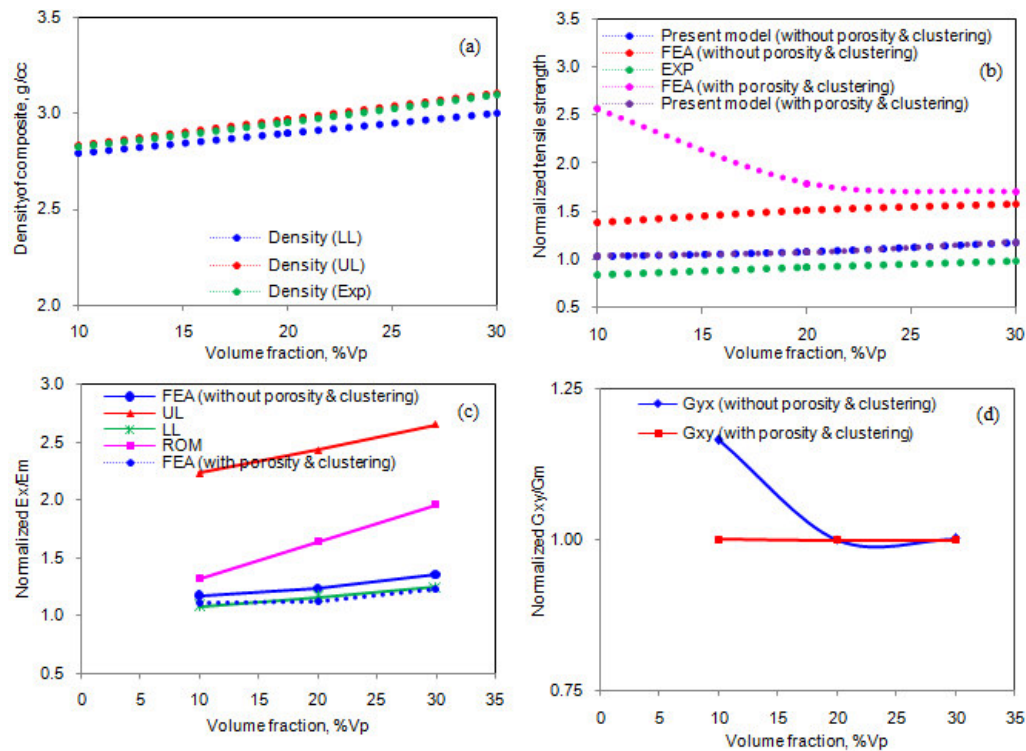 3.5
3.0
2.5
2.0
Density of composite, g/cc
(a)
Density (LL)
Density (UL)
Density (Exp)
10
15
20
25
30
Volume fraction, %Vp
3.5
3.0
2.5
2.0
1.5
1.0
0.5
Normalized tensile strength
Present model (without porosity & clustering)
FEA (without porosity & clustering)
EXP
FEA (with porosity & clustering)
Present model (with porosity & clustering)
(b)
10
15
20
25
30
Volume fraction, %Vp
3.0
2.5
2.0
1.5
1.0
0.5
Normalized Ex/Em
FEA (without porosity & clustering)
UL
LL
ROM
FEA (with porosity & clustering)
(c)
0
5
10
15
20
25
30
35
Volume fraction, %Vp
1.25
1.00
0.75
Normalized Gxy/Gm
Gyx (without porosity & clustering)
Gxy (with porosity & clustering)
(d)
0
5
10
15
20
25
30
35
Volume fraction, %Vp